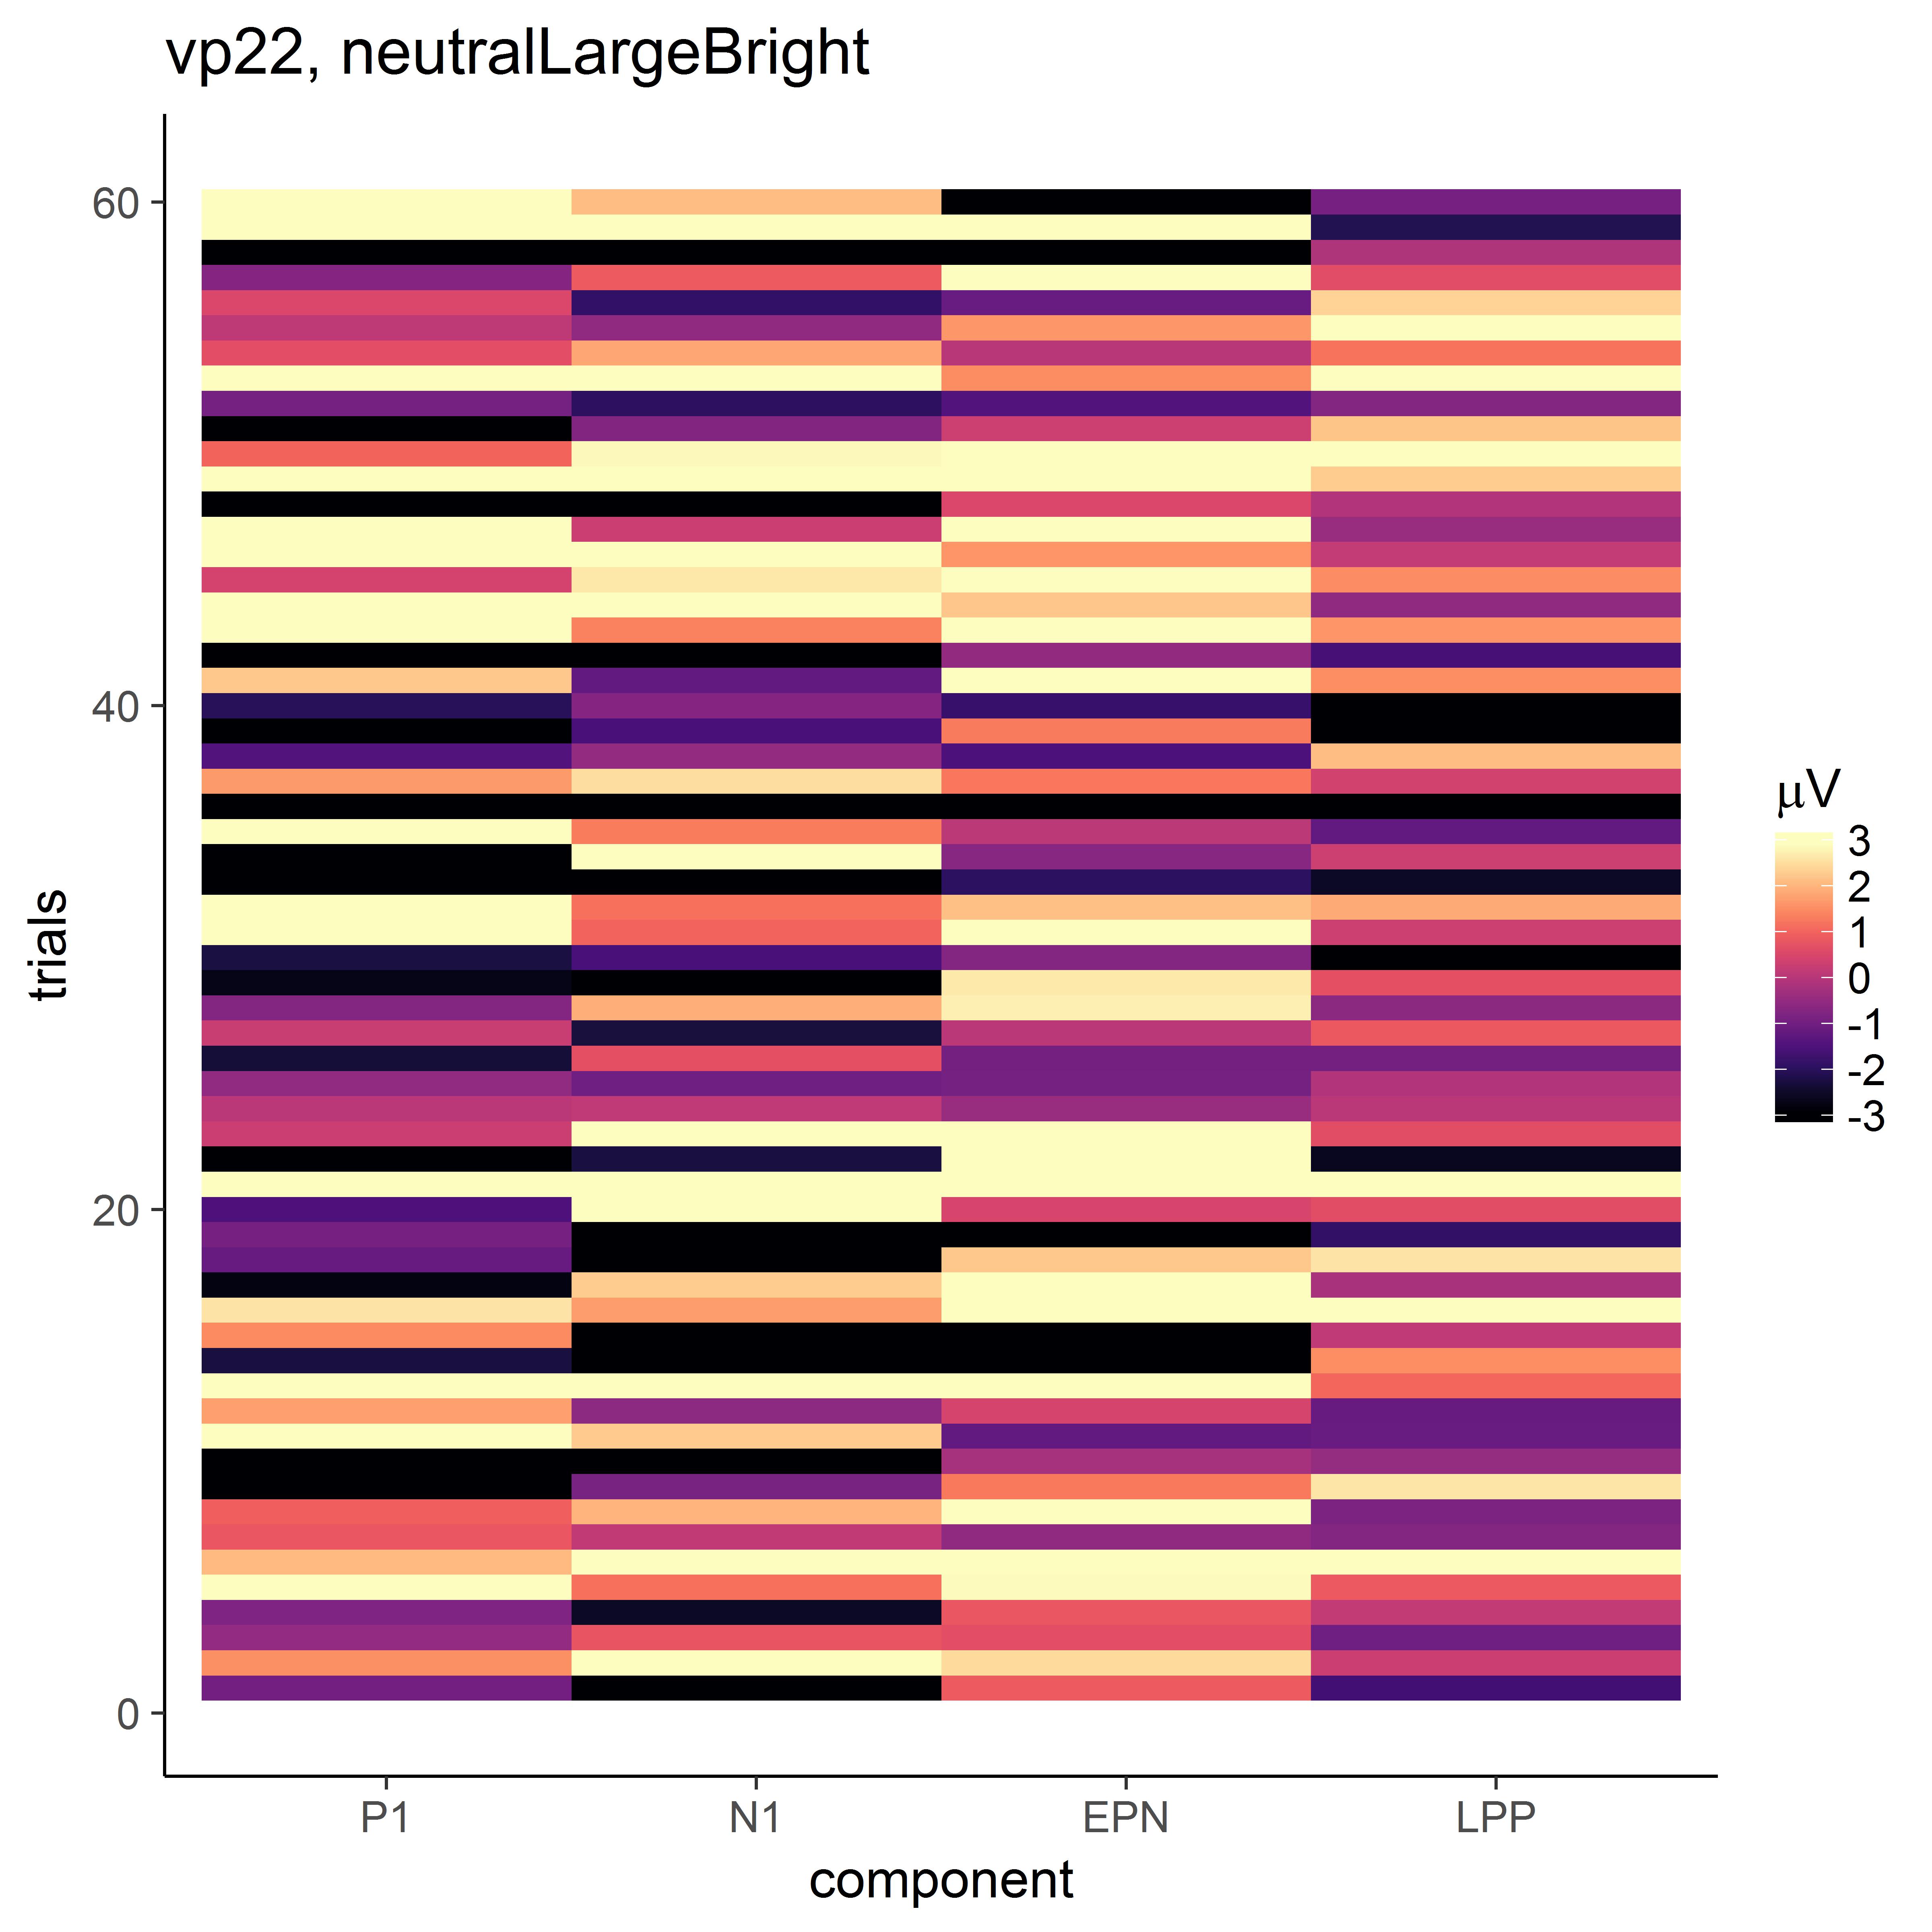 vp22, neutralLargeBright
60
40
20
0
trials
P1 N1 EPN LPP
component
μV
3
2
1
0
-1
-2
-3